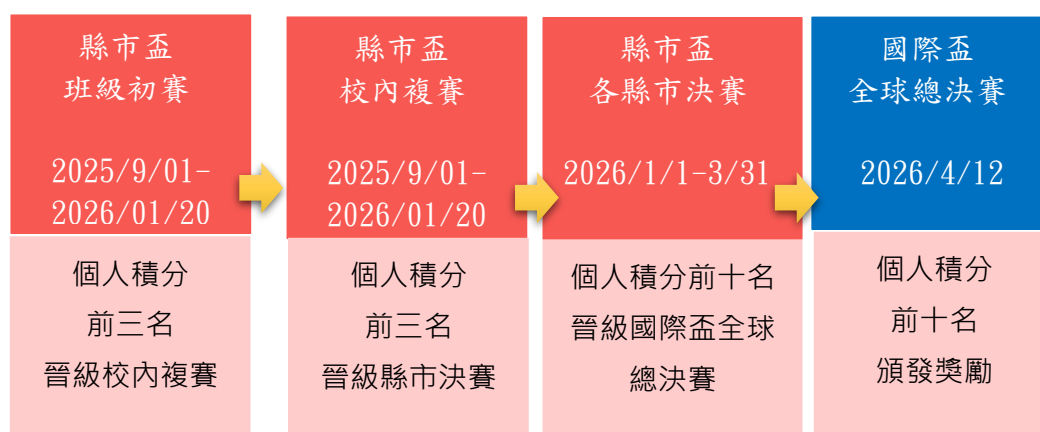 縣市盃
班級初賽
2025/9/01-
2026/01/20
個人積分
前三名
晉級校內複賽
縣市盃
校內複賽
2025/9/01-
2026/01/20
個人積分
前三名
晉級縣市決賽
縣市盃
各縣市決賽
2026/1/1-3/31
個人積分前十名
晉級國際盃全球
總決賽
國際盃
全球總決賽
2026/4/12
個人積分
前十名
頒發獎勵